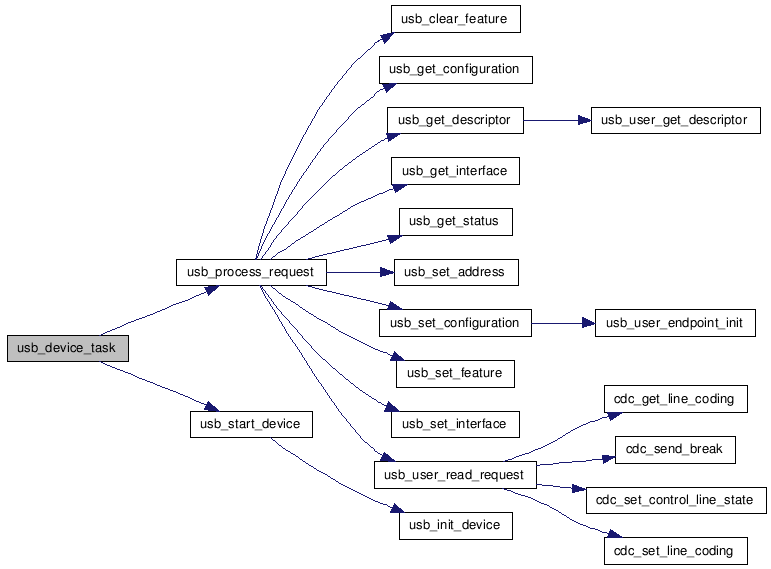 usb_clear_feature
usb_get_configuration
usb_get_descriptor
usb_user_get_descriptor
usb_get_interface
usb_get_status
usb_process_request
usb_set_address
usb_set_configuration
usb_user_endpoint_init
usb_device_task
usb_set_feature
cdc_get_line_coding
usb_start_device
usb_set_interface
cdc_send_break
usb_user_read_request
cdc_set_control_line_state
usb_init_device
cdc_set_line_coding